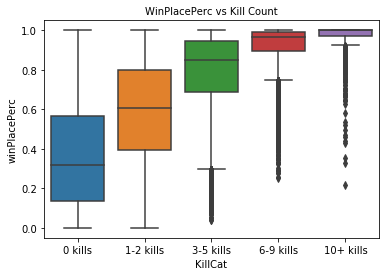 WinPlacePerc vs Kill Count
winPlacePerc
1.0
0.8
0.6
0.4
0.2
0.0
0 kills
1-2 kills
3-5 kills
6-9 kills
10+ kills
KillCat